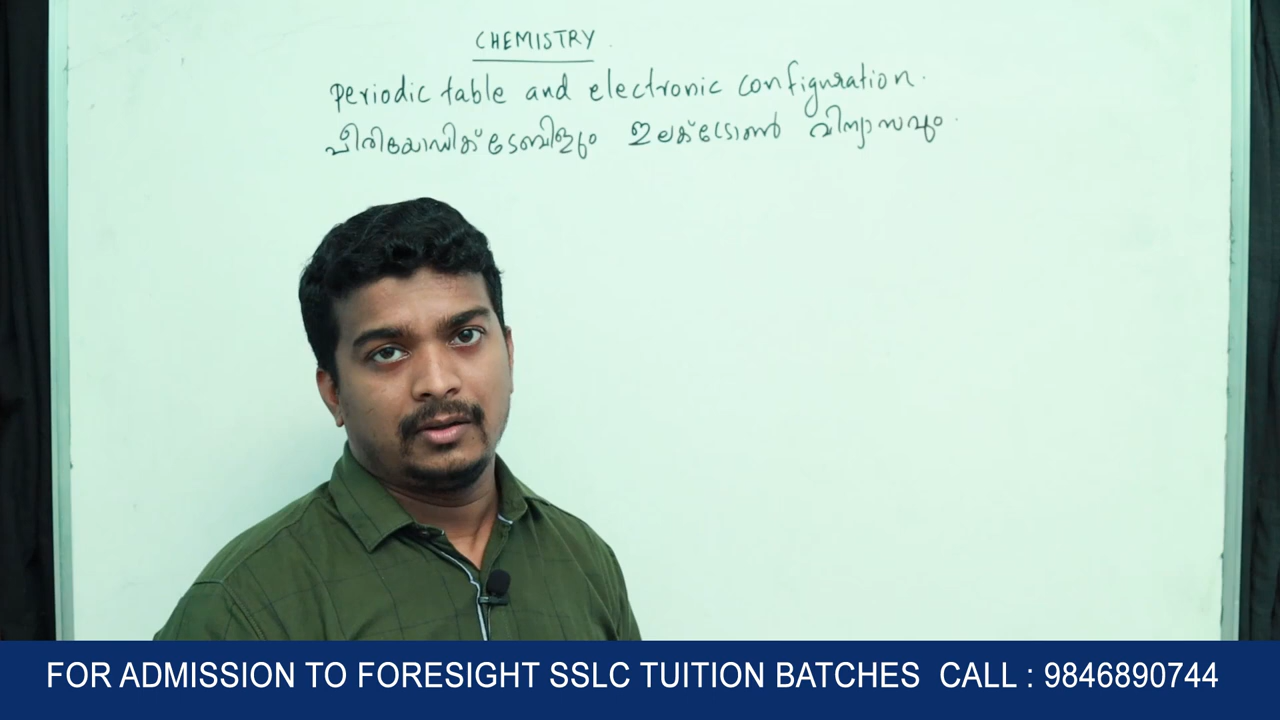 CHEMISTRY.
Periodic table and electronic configuration.
പീരിയോഡിക് ടേബിളും ഇലക്ട്രോൺ വിന്യാസവും.
FOR ADMISSION TO FORESIGHT SSLC TUITION BATCHES CALL : 9846890744